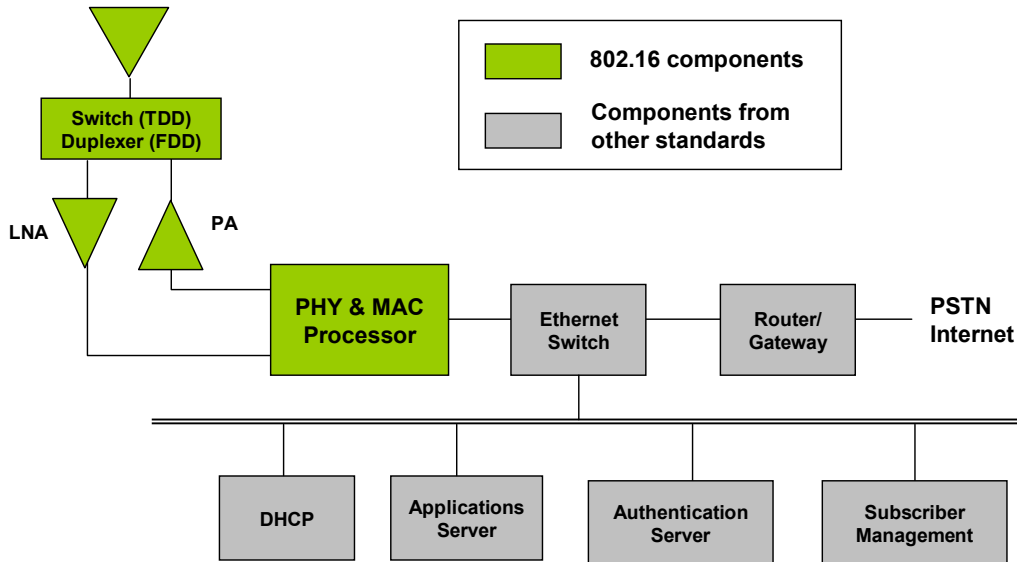 802.16 components
Components from
other standards
Switch (TDD)
Duplexer (FDD)
LNA
PA
PHY & MAC
Processor
Ethernet
Switch
Router/
Gateway
PSTN
Internet
DHCP
Applications
Server
Authentication
Server
Subscriber
Management